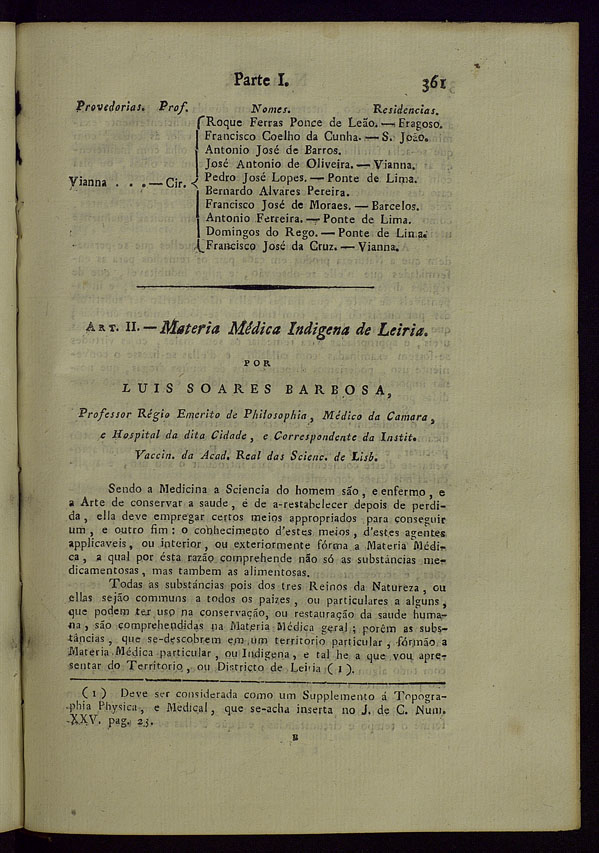 Parte I. 361
Provedorias. Prof. Nomes. Residencias.
Roque Ferras Ponce de Leão. — Fragoso.
Francisco Coelho da Cunha. — S. João.
Antonio José de Barros.
José Antonio de Oliveira. — Vianna.
Vianna . . . — Cir. Pedro José Lopes. — Ponte de Lima.
Bernardo Alvares Pereira.
Francisco José de Moraes. — Barcelos.
Antonio Ferreira. — Ponte de Lima.
Domingos do Rego. — Ponte de Lima.
Francisco José da Cruz. — Vianna.
ART. II. — Materia Médica Indigena de Leiria.
POR
LUIS SOARES BARBOSA,
Professor Régio Emerito de Philosophia, Médico da Camara,
e Hospital da dita Cidade, e Correspondente da Instit.
Vaccin. da Acad. Real das Scienc. de Lisb.
Sendo a Medicina a Sciencia do homem são, e enfermo, e
a Arte de conservar a saude, e de a-restabelecer depois de perdi-
da, ella deve empregar certos meios appropriados para conseguir
um, e outro fim: o conhecimento d'estes meios, d'estes agentes
applicaveis, ou interior, ou exteriormente fórma a Materia Médi-
ca, a qual por ésta razão comprehende não só as substâncias me-
dicamentosas, mas tambem as alimentosas.
Todas as substáncias pois dos tres Reinos da Natureza, ou
ellas sejão communs a todos os paizes, ou particulares a alguns,
que podem ter uso na conservação, ou restauração da saude huma-
na, são comprehendidas na Materia Médica geral; porêm as subs-
tâncias, que se-descobrem em um territorio particular, fórmão a
Materia Médica particular, ou Indigena, e tal he a que vou apre-
sentar do Territorio, ou Districto de Leiria (1).
(1) Deve ser considerada como um Supplemento á Topogra-
phia Physica, e Medical, que se-acha inserta no J. de C. Num.
XXV. pag. 23.
B